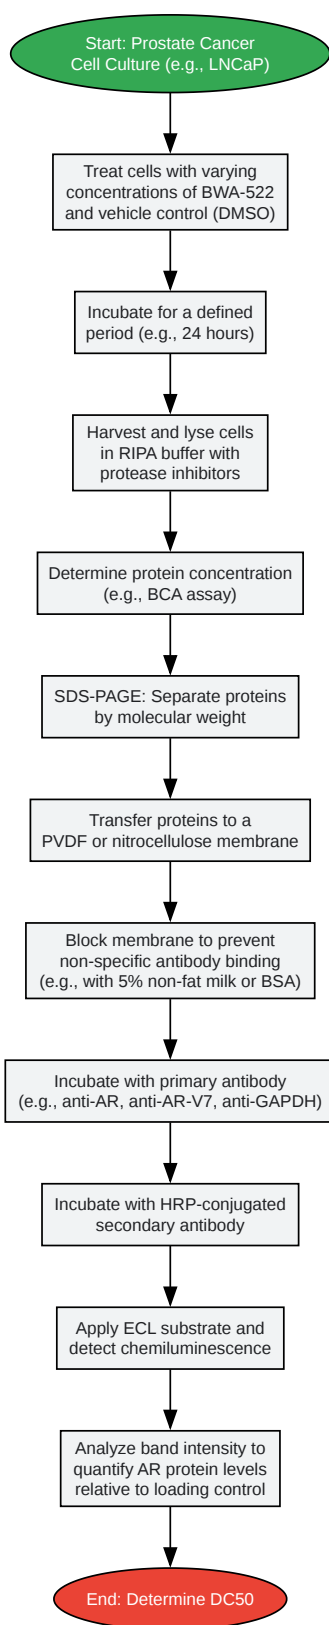 Start: Prostate Cancer
Cell Culture (e.g., LNCaP)
Treat cells with varying
concentrations of BWA-522
and vehicle control (DMSO)
Incubate for a defined
period (e.g., 24 hours)
Harvest and lyse cells
in RIPA buffer with
protease inhibitors
Determine protein concentration
(e.g., BCA assay)
SDS-PAGE: Separate proteins
by molecular weight
Transfer proteins to a
PVDF or nitrocellulose membrane
Block membrane to prevent
non-specific antibody binding
(e.g., with 5% non-fat milk or BSA)
Incubate with primary antibody
(e.g., anti-AR, anti-AR-V7, anti-GAPDH)
Incubate with HRP-conjugated
secondary antibody
Apply ECL substrate and
detect chemiluminescence
Analyze band intensity to
quantify AR protein levels
relative to loading control
End: Determine DC50